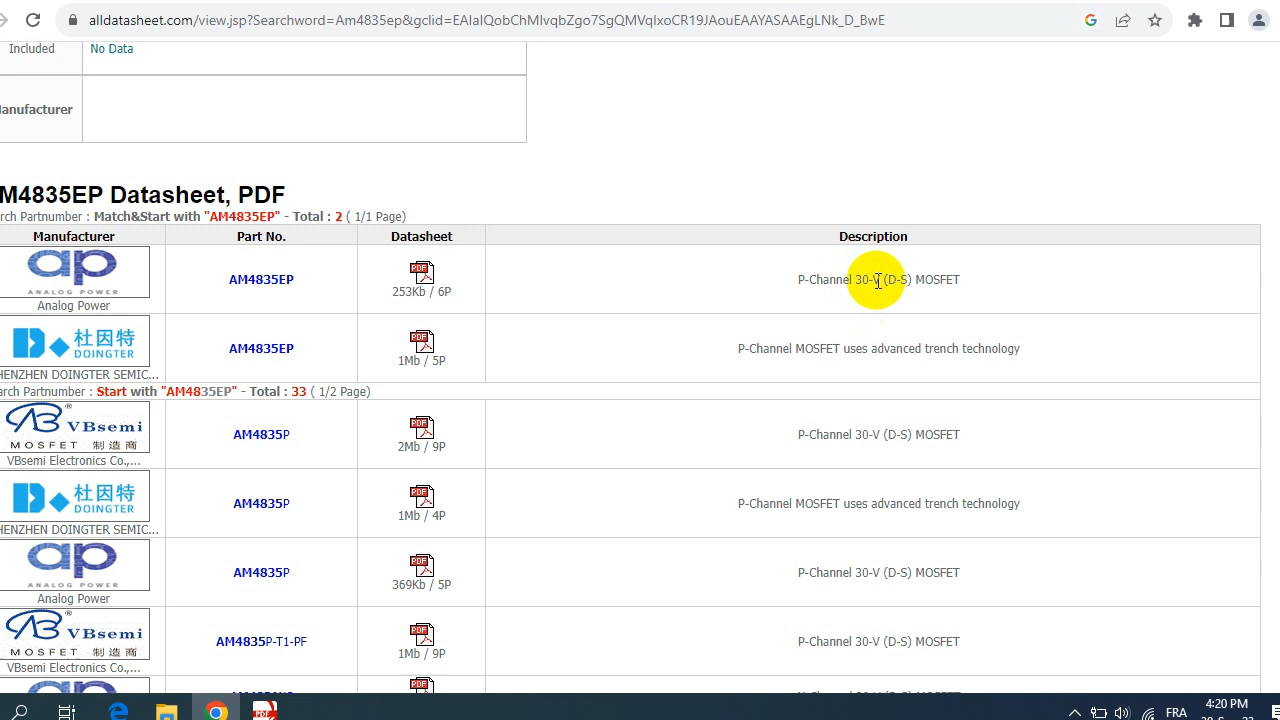 alldatasheet.com/view.jsp?Searchword=Am4835ep&gclid=EAIaIQobChMIvqbZgo7SgQMVqIxoCR19JAouEAAYASAAEgLNk_D_BwE
Included No Data
anufacturer
M4835EP Datasheet, PDF
rch Partnumber : Match&Start with "AM4835EP" - Total : 2 ( 1/1 Page)
Manufacturer Part No. Datasheet Description
ap
ANALOG POWER
Analog Power
AM4835EP
253Kb / 6P
P-Channel 30-V (D-S) MOSFET
杜因特
DOINGTER
HENZHEN DOINGTER SEMIC...
AM4835EP
1Mb / 5P
P-Channel MOSFET uses advanced trench technology
arch Partnumber : Start with "AM4835EP" - Total : 33 ( 1/2 Page)
VBsemi
MOSFET 制造商
VBsemi Electronics Co.,...
AM4835P
2Mb / 9P
P-Channel 30-V (D-S) MOSFET
杜因特
DOINGTER
HENZHEN DOINGTER SEMIC...
AM4835P
1Mb / 4P
P-Channel MOSFET uses advanced trench technology
ap
ANALOG POWER
Analog Power
AM4835P
369Kb / 5P
P-Channel 30-V (D-S) MOSFET
VBsemi
MOSFET 制造商
VBsemi Electronics Co.,...
AM4835P-T1-PF
1Mb / 9P
P-Channel 30-V (D-S) MOSFET
FRA
4:20 PM